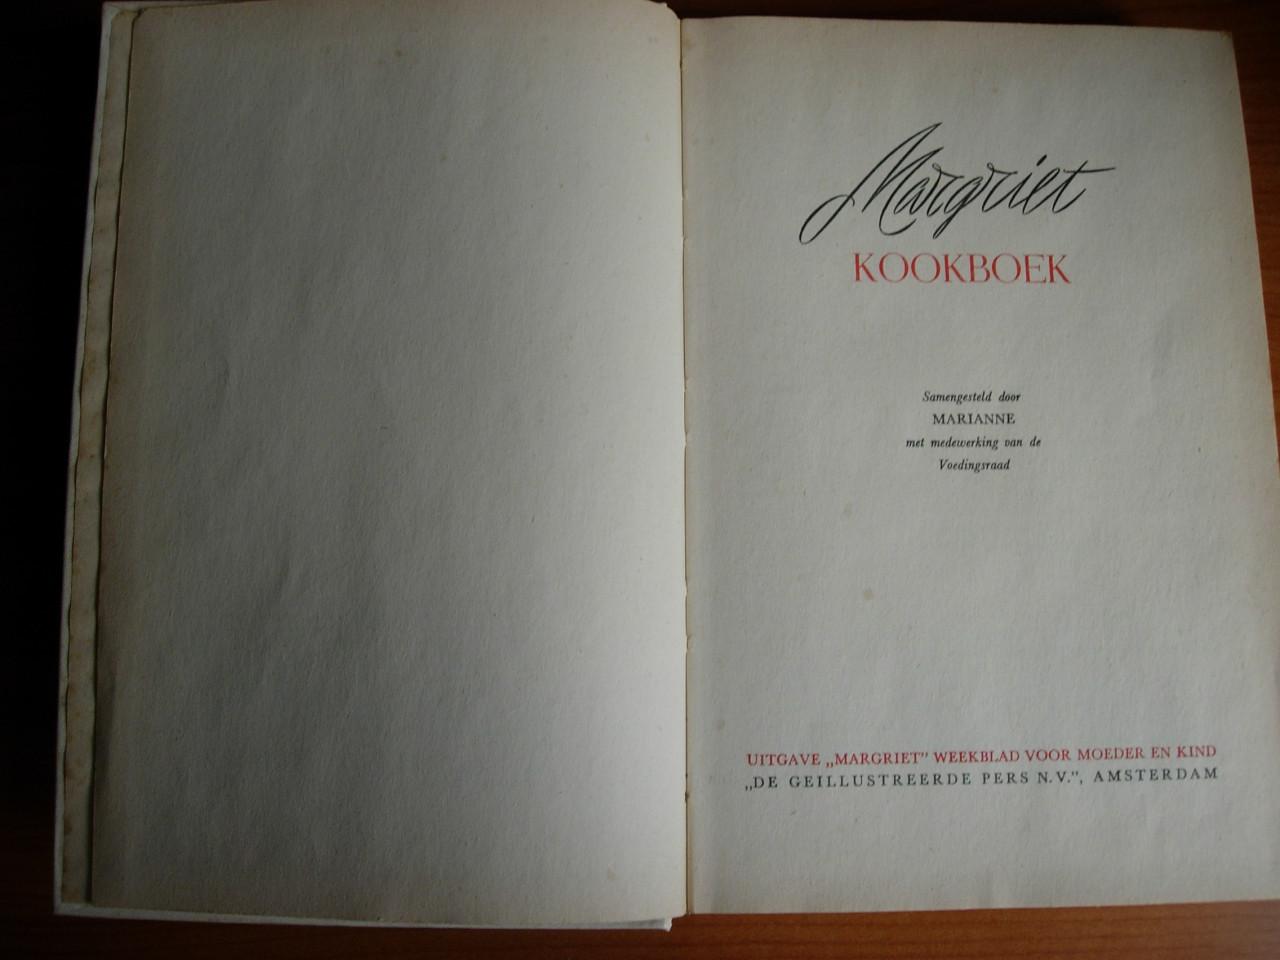 Margriet
KOOKBOEK
Samengesteld door
MARIANNE
met medewerking van de
Voedingsraad
UITGAVE „MARGRIET” WEEKBLAD VOOR MOEDER EN KIND
„DE GEILLUSTREERDE PERS N.V.”, AMSTERDAM